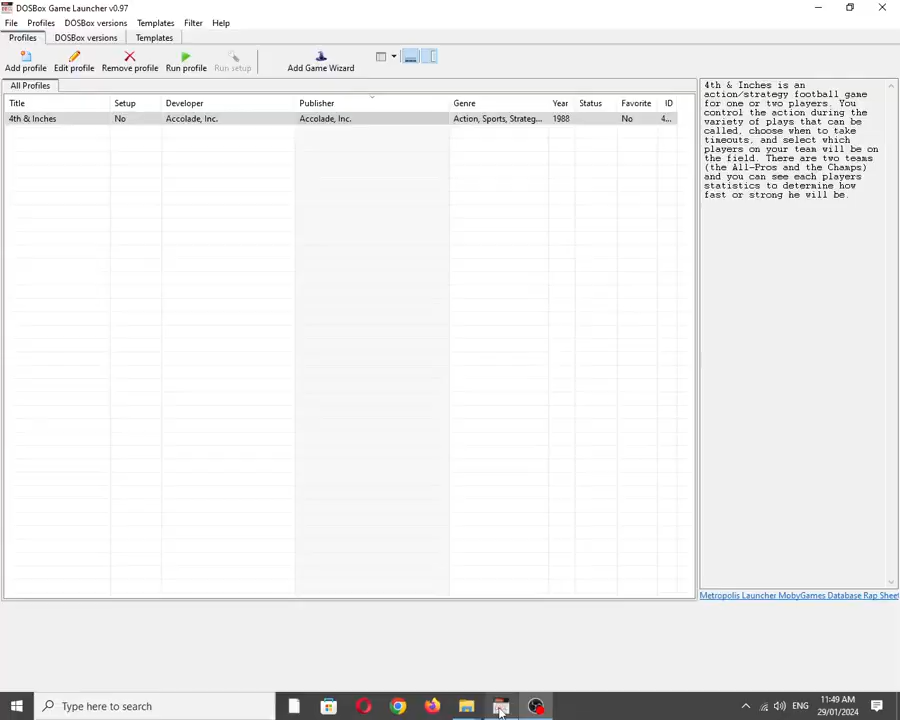 DOSBox Game Launcher v0.97
File Profiles DOSBox versions Templates Filter Help
Profiles DOSBox versions Templates
Add profile Edit profile Remove profile Run profile Run setup Add Game Wizard
All Profiles
Title Setup Developer Publisher Genre Year Status Favorite ID
4th & Inches No Accolade, Inc. Accolade, Inc. Action, Sports, Strateg... 1988 No 4...
4th & Inches is an
action/strategy football game
for one or two players. You
control the action during the
variety of plays that can be
called, choose when to take
timeouts, and select which
players on your team will be on
the field. There are two teams
(the All-Pros and the Champs)
and you can see each players
statistics to determine how
fast or strong he will be.
Metropolis Launcher MobyGames Database Rap Sheet
Type here to search
ENG
11:49 AM
29/01/2024